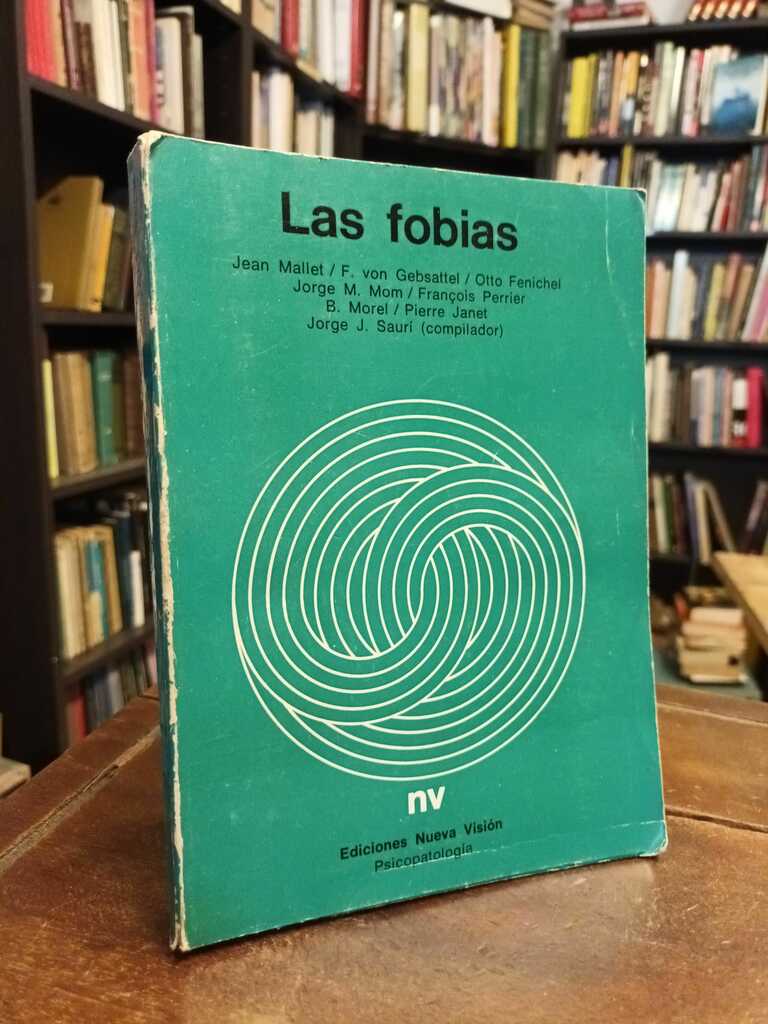 Las fobias
Jean Mallet / F. von Gebsattel / Otto Fenichel
Jorge M. Mom / François Perrier
B. Morel / Pierre Janet
Jorge J. Saurí (compilador)
nv
Ediciones Nueva Visión
Psicopatología